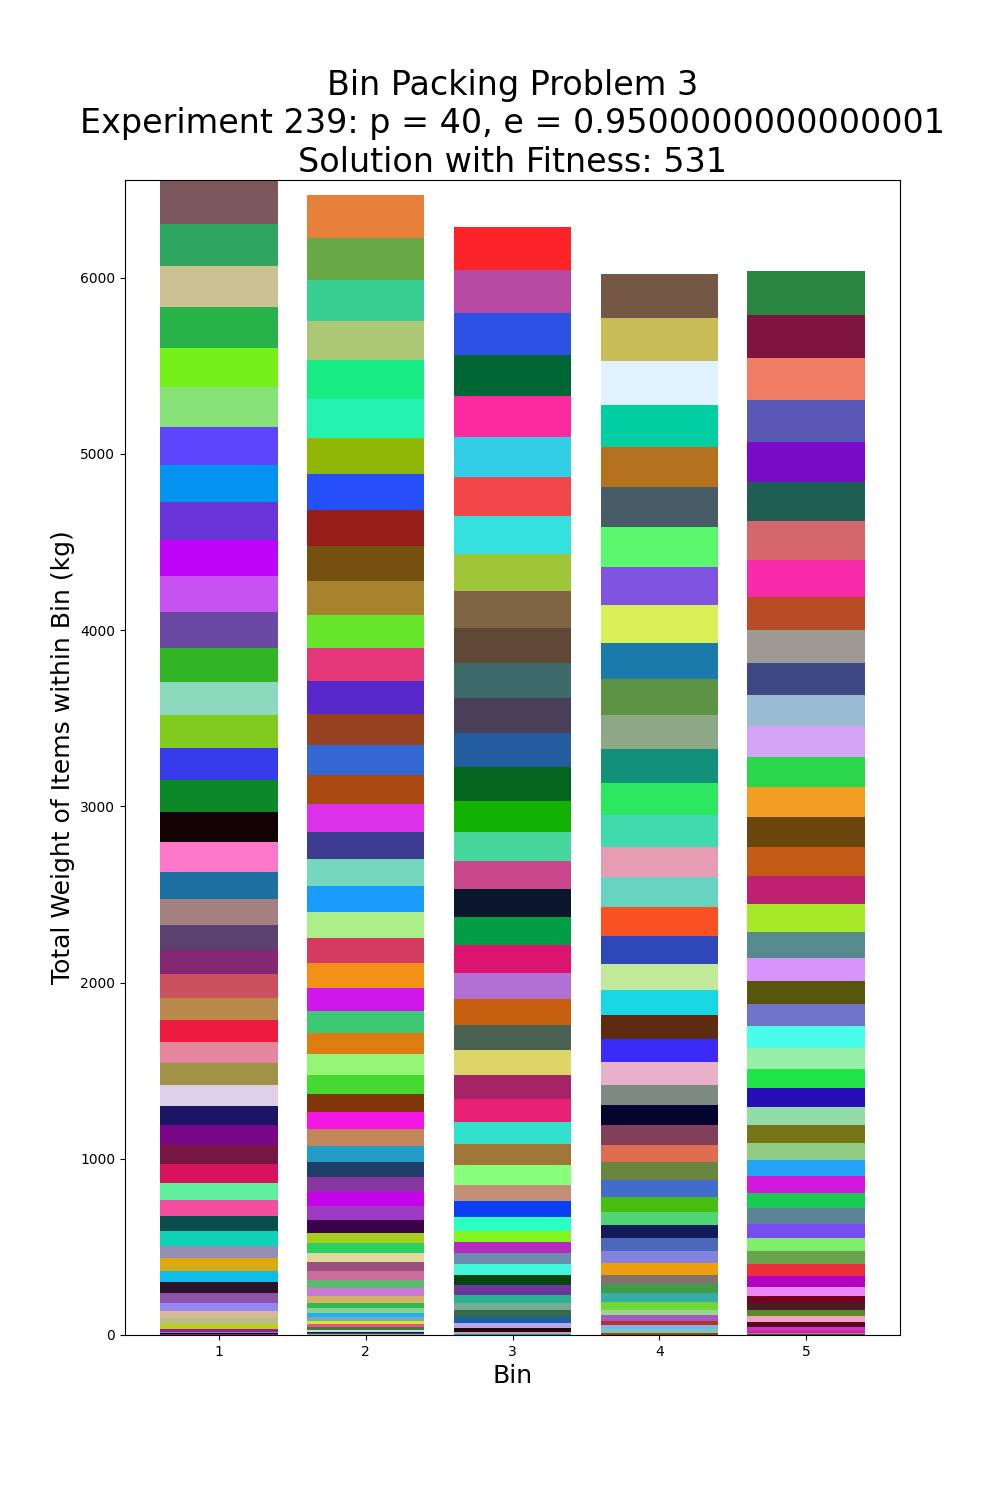 Bin Packing Problem 3
Experiment 239: p = 40, e = 0.9500000000000001
Solution with Fitness: 531
Total Weight of Items within Bin (kg)
6000
5000
4000
3000
2000
1000
0
1 2 3 4 5
Bin